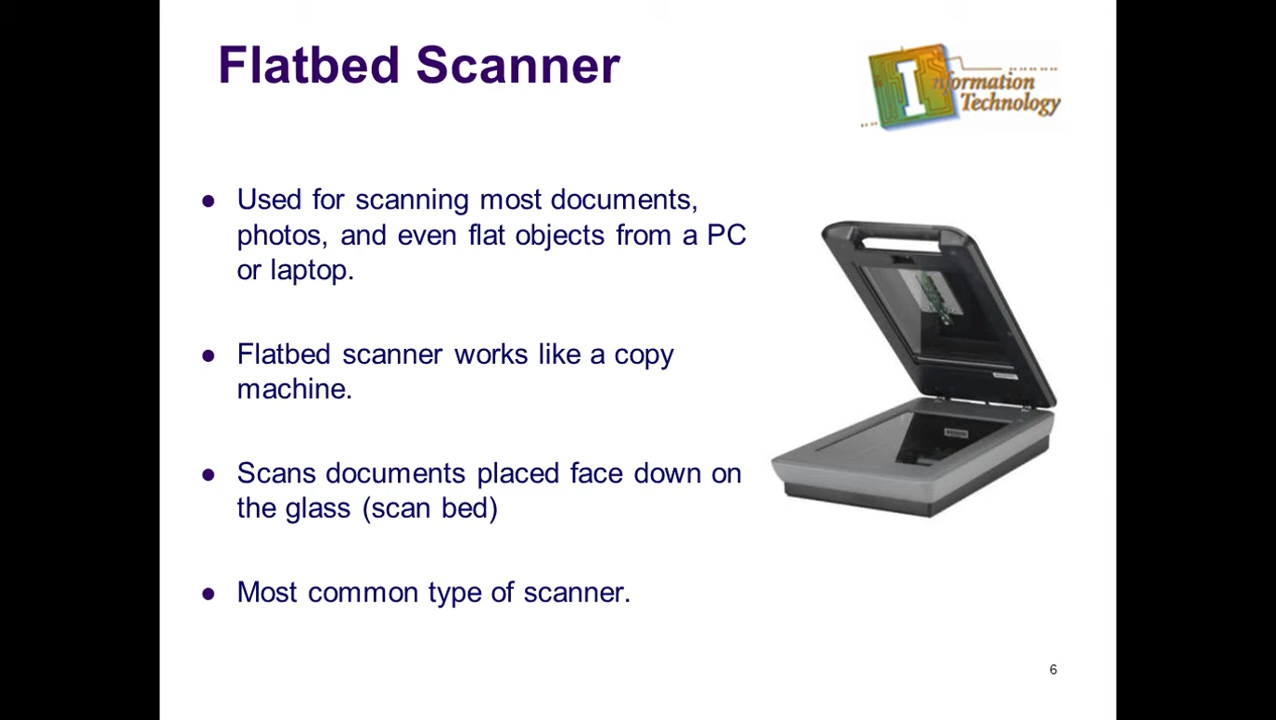 Flatbed Scanner
Information
Technology
● Used for scanning most documents,
photos, and even flat objects from a PC
or laptop.
● Flatbed scanner works like a copy
machine.
● Scans documents placed face down on
the glass (scan bed)
● Most common type of scanner.
6